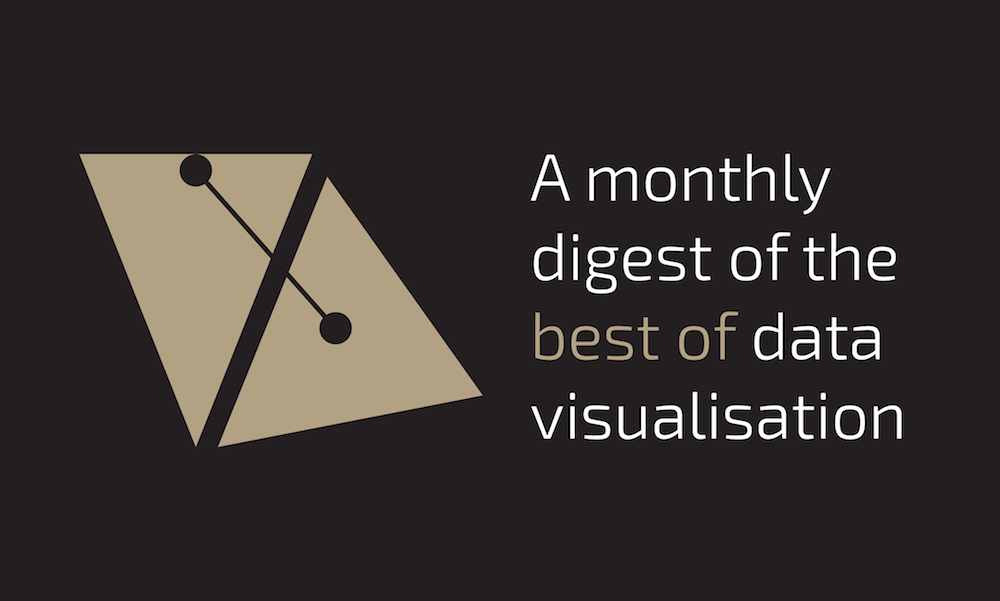 A monthly
digest of the
best of data
visualisation